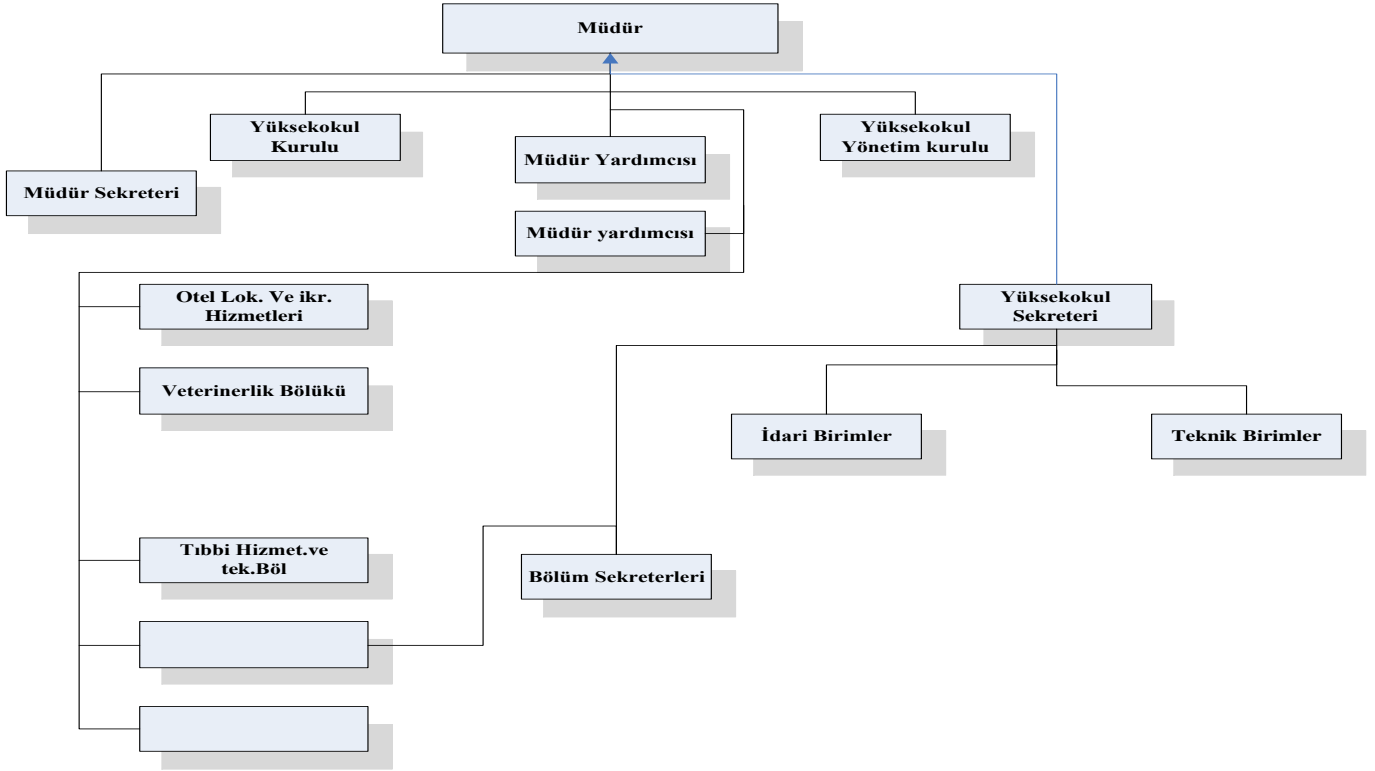 Müdür
Yüksekokul
Kurulu
Müdür Yardımcısı
Yüksekokul
Yönetim kurulu
Müdür Sekreteri
Müdür yardımcısı
Otel Lok. Ve ikr.
Hizmetleri
Yüksekokul
Sekreteri
Veterinerlik Bölükü
İdari Birimler
Teknik Birimler
Tıbbi Hizmet.ve
tek.Böl
Bölüm Sekreterleri